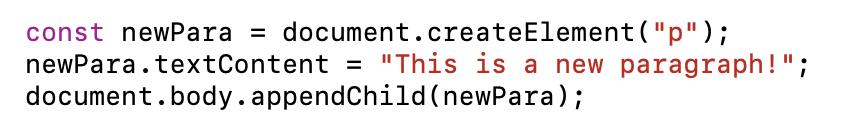 const newPara = document.createElement("p");
newPara.textContent = "This is a new paragraph!";
document.body.appendChild(newPara);